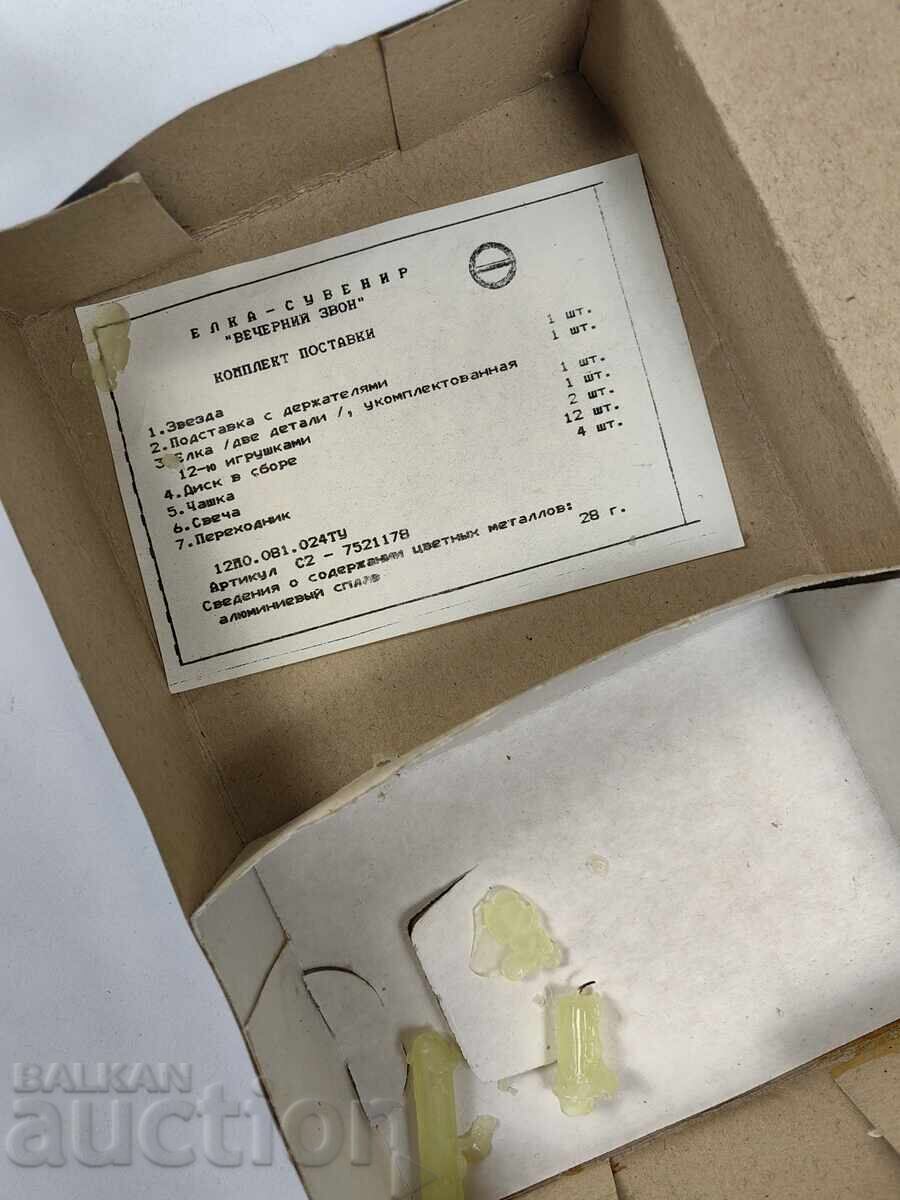 ЕЛКА-СУВЕНИР
"ВЕЧЕРНИЙ ЗВОН"
КОМПЛЕКТ ПОСТАВКИ
1.Звезда 1 шт.
2.Подставка с держателями 1 шт.
3.Елка /две детали /, укомплектованная
12-ю игрушками 1 шт.
4.Диск в сборе 1 шт.
5.Чашка 2 шт.
6.Свеча 12 шт.
7.Переходник 4 шт.
12М0.081.024ТУ
Артикул С2 - 7521178
Сведения о содержании цветных металлов:
алюминиевый сплав 28 г.
BALKAN
auction